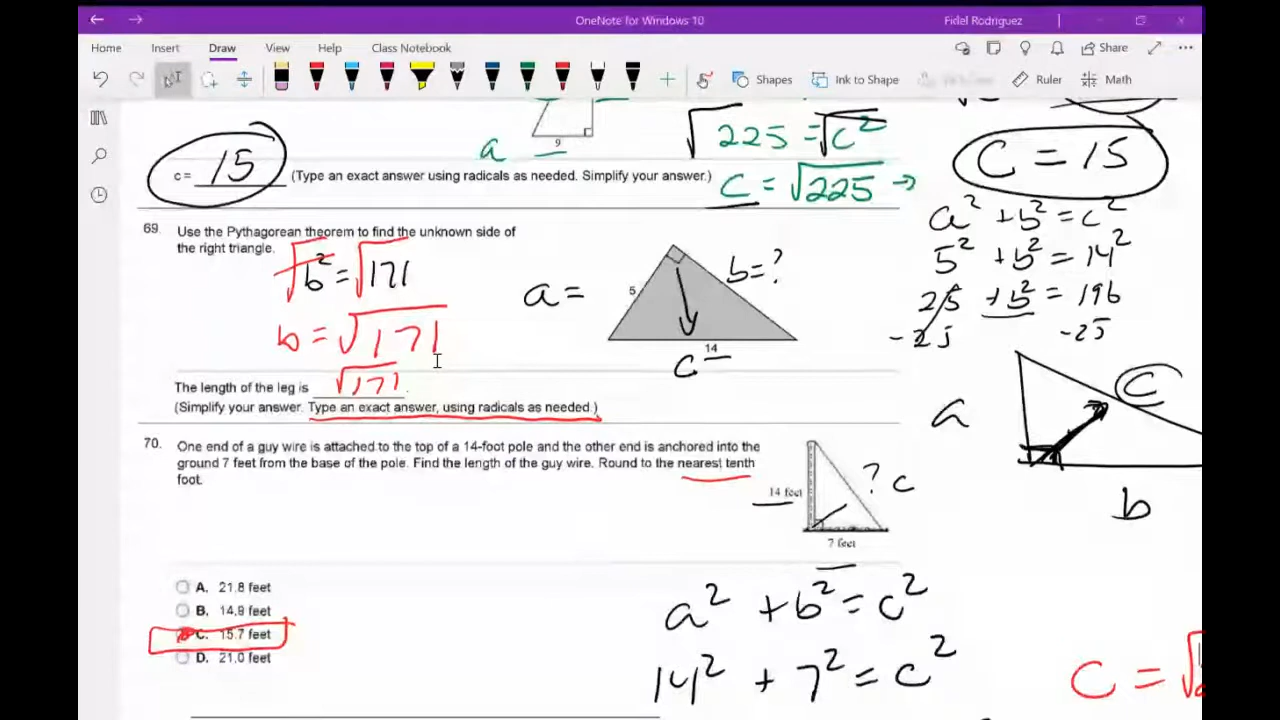 OneNote for Windows 10
Fidel Rodriguez
Home Insert Draw View Help Class Notebook
Share
Shapes Ink to Shape Ruler Math
9
a
√225 = √c²
c = 15 (Type an exact answer using radicals as needed. Simplify your answer.)
C = √225 →
C = 15
69. Use the Pythagorean theorem to find the unknown side of
the right triangle.
√b² = √171
b = √171
a =
5
b = ?
14
C
a² + b² = c²
5² + b² = 14²
25 + b² = 196
-25 -25
The length of the leg is √171.
(Simplify your answer. Type an exact answer, using radicals as needed.)
a
C
b
70. One end of a guy wire is attached to the top of a 14-foot pole and the other end is anchored into the
ground 7 feet from the base of the pole. Find the length of the guy wire. Round to the nearest tenth
foot.
14 feet
? C
7 feet
A. 21.8 feet
B. 14.8 feet
C. 15.7 feet
D. 21.0 feet
a² + b² = c²
14² + 7² = c²
C = √